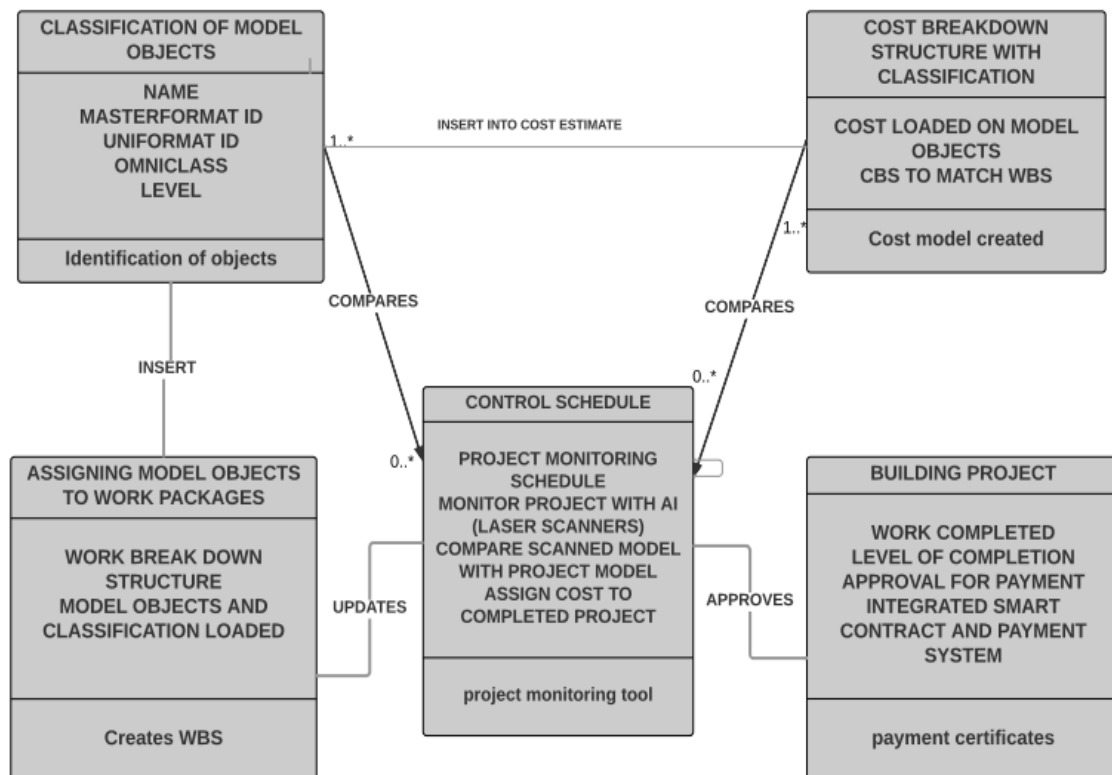 CLASSIFICATION OF MODEL
OBJECTS
NAME
MASTERFORMAT ID
UNIFORMAT ID
OMNICLASS
LEVEL
Identification of objects
1..*
INSERT INTO COST ESTIMATE
COST BREAKDOWN
STRUCTURE WITH
CLASSIFICATION
COST LOADED ON MODEL
OBJECTS
CBS TO MATCH WBS
Cost model created
1..*
COMPARES
COMPARES
INSERT
0..*
0..*
ASSIGNING MODEL OBJECTS
TO WORK PACKAGES
WORK BREAK DOWN
STRUCTURE
MODEL OBJECTS AND
CLASSIFICATION LOADED
Creates WBS
UPDATES
CONTROL SCHEDULE
PROJECT MONITORING
SCHEDULE
MONITOR PROJECT WITH AI
(LASER SCANNERS)
COMPARE SCANNED MODEL
WITH PROJECT MODEL
ASSIGN COST TO
COMPLETED PROJECT
project monitoring tool
APPROVES
BUILDING PROJECT
WORK COMPLETED
LEVEL OF COMPLETION
APPROVAL FOR PAYMENT
INTEGRATED SMART
CONTRACT AND PAYMENT
SYSTEM
payment certificates